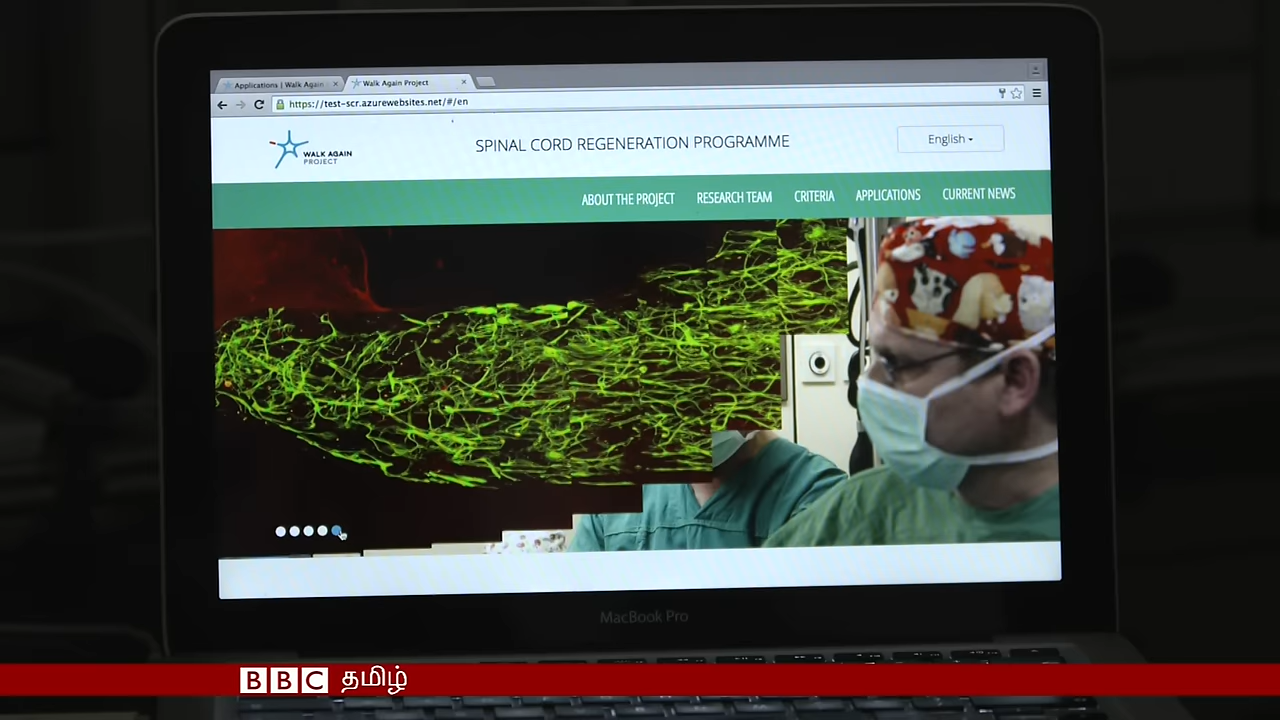 Applications | Walk Again
Walk Again Project
https://test-scr.azurewebsites.net/#/en
WALK AGAIN
PROJECT
SPINAL CORD REGENERATION PROGRAMME
English
ABOUT THE PROJECT RESEARCH TEAM CRITERIA APPLICATIONS CURRENT NEWS
MacBook Pro
BBC தமிழ்